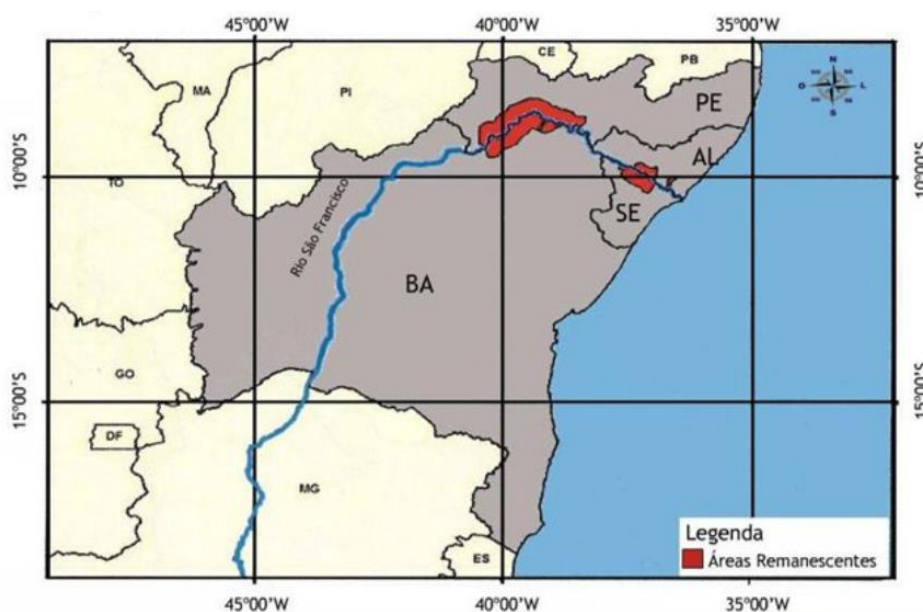 45°00'W 40°00'W 35°00'W
CE
PB
MA
PI
PE
N
O L
S
AL
10°00'S 10°00'S
TO
SE
Rio São Francisco
BA
GO
15°00'S 15°00'S
DF
MG
ES
Legenda
Áreas Remanescentes
45°00'W 40°00'W 35°00'W